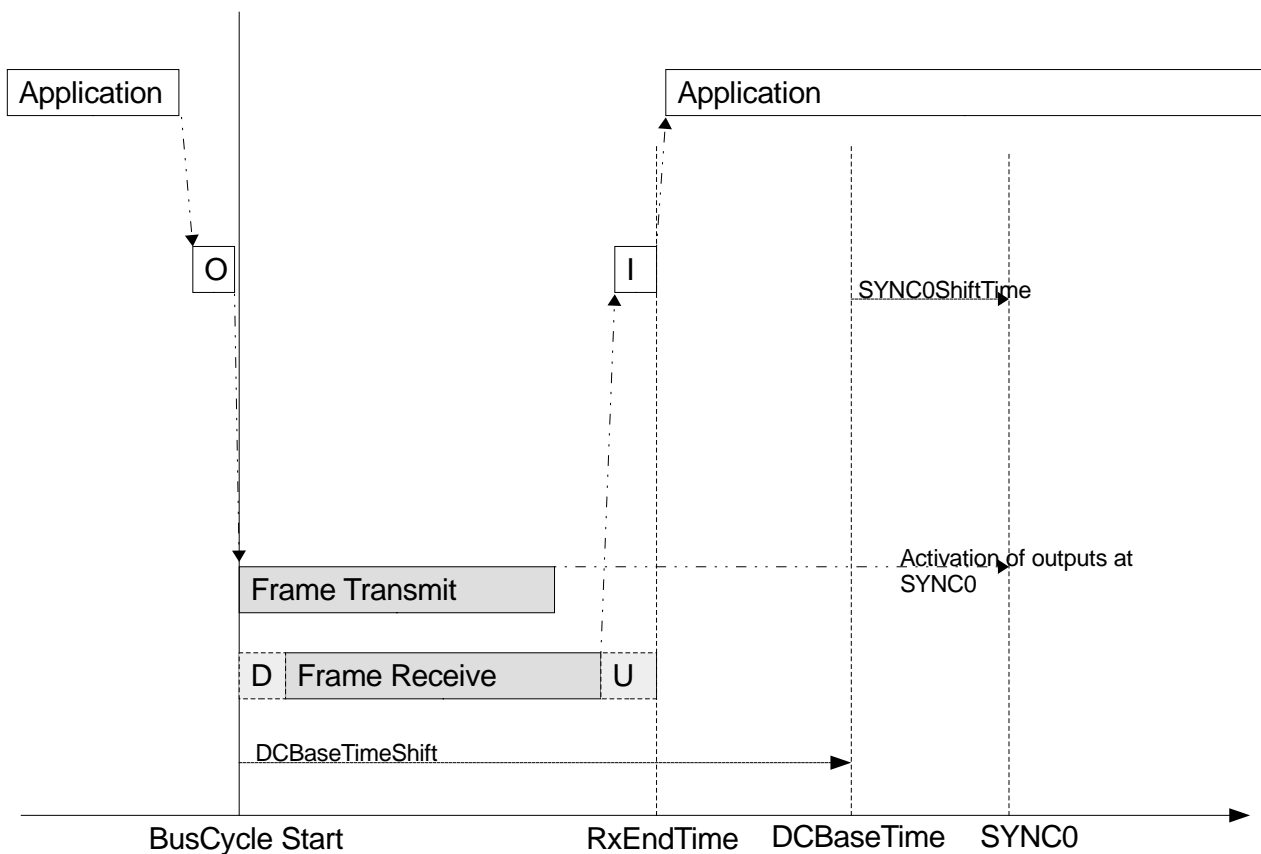 Application
Application
O
I
SYNC0ShiftTime
Activation of outputs at
SYNC0
Frame Transmit
D
Frame Receive
U
DCBaseTimeShift
BusCycle Start
RxEndTime
DCBaseTime
SYNC0